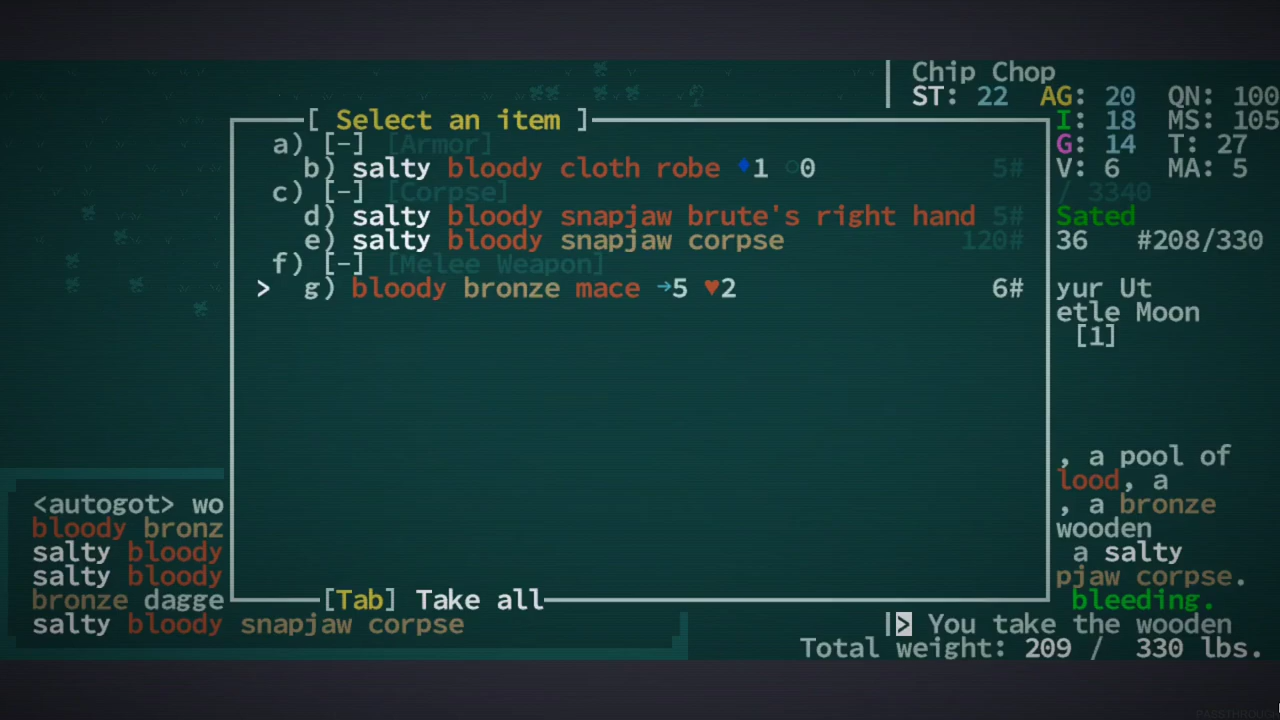 Chip Chop
ST: 22 AG: 20 QN: 100
[ Select an item ]
I: 18 MS: 105
a) [-] [Armor]
G: 14 T: 27
b) salty bloody cloth robe ♦1 ○0 5#
V: 6 MA: 5
c) [-] [Corpse]
/ 3340
d) salty bloody snapjaw brute's right hand 5#
Sated
e) salty bloody snapjaw corpse 120#
36 #208/330
f) [-] [Melee Weapon]
> g) bloody bronze mace →5 ♥2 6#
yur Ut
etle Moon
[1]
, a pool of
lood, a
<autogot> wo
, a bronze
bloody bronz
wooden
salty bloody
a salty
salty bloody
pjaw corpse.
bronze dagge
[Tab] Take all
bleeding.
salty bloody snapjaw corpse
> You take the wooden
Total weight: 209 / 330 lbs.